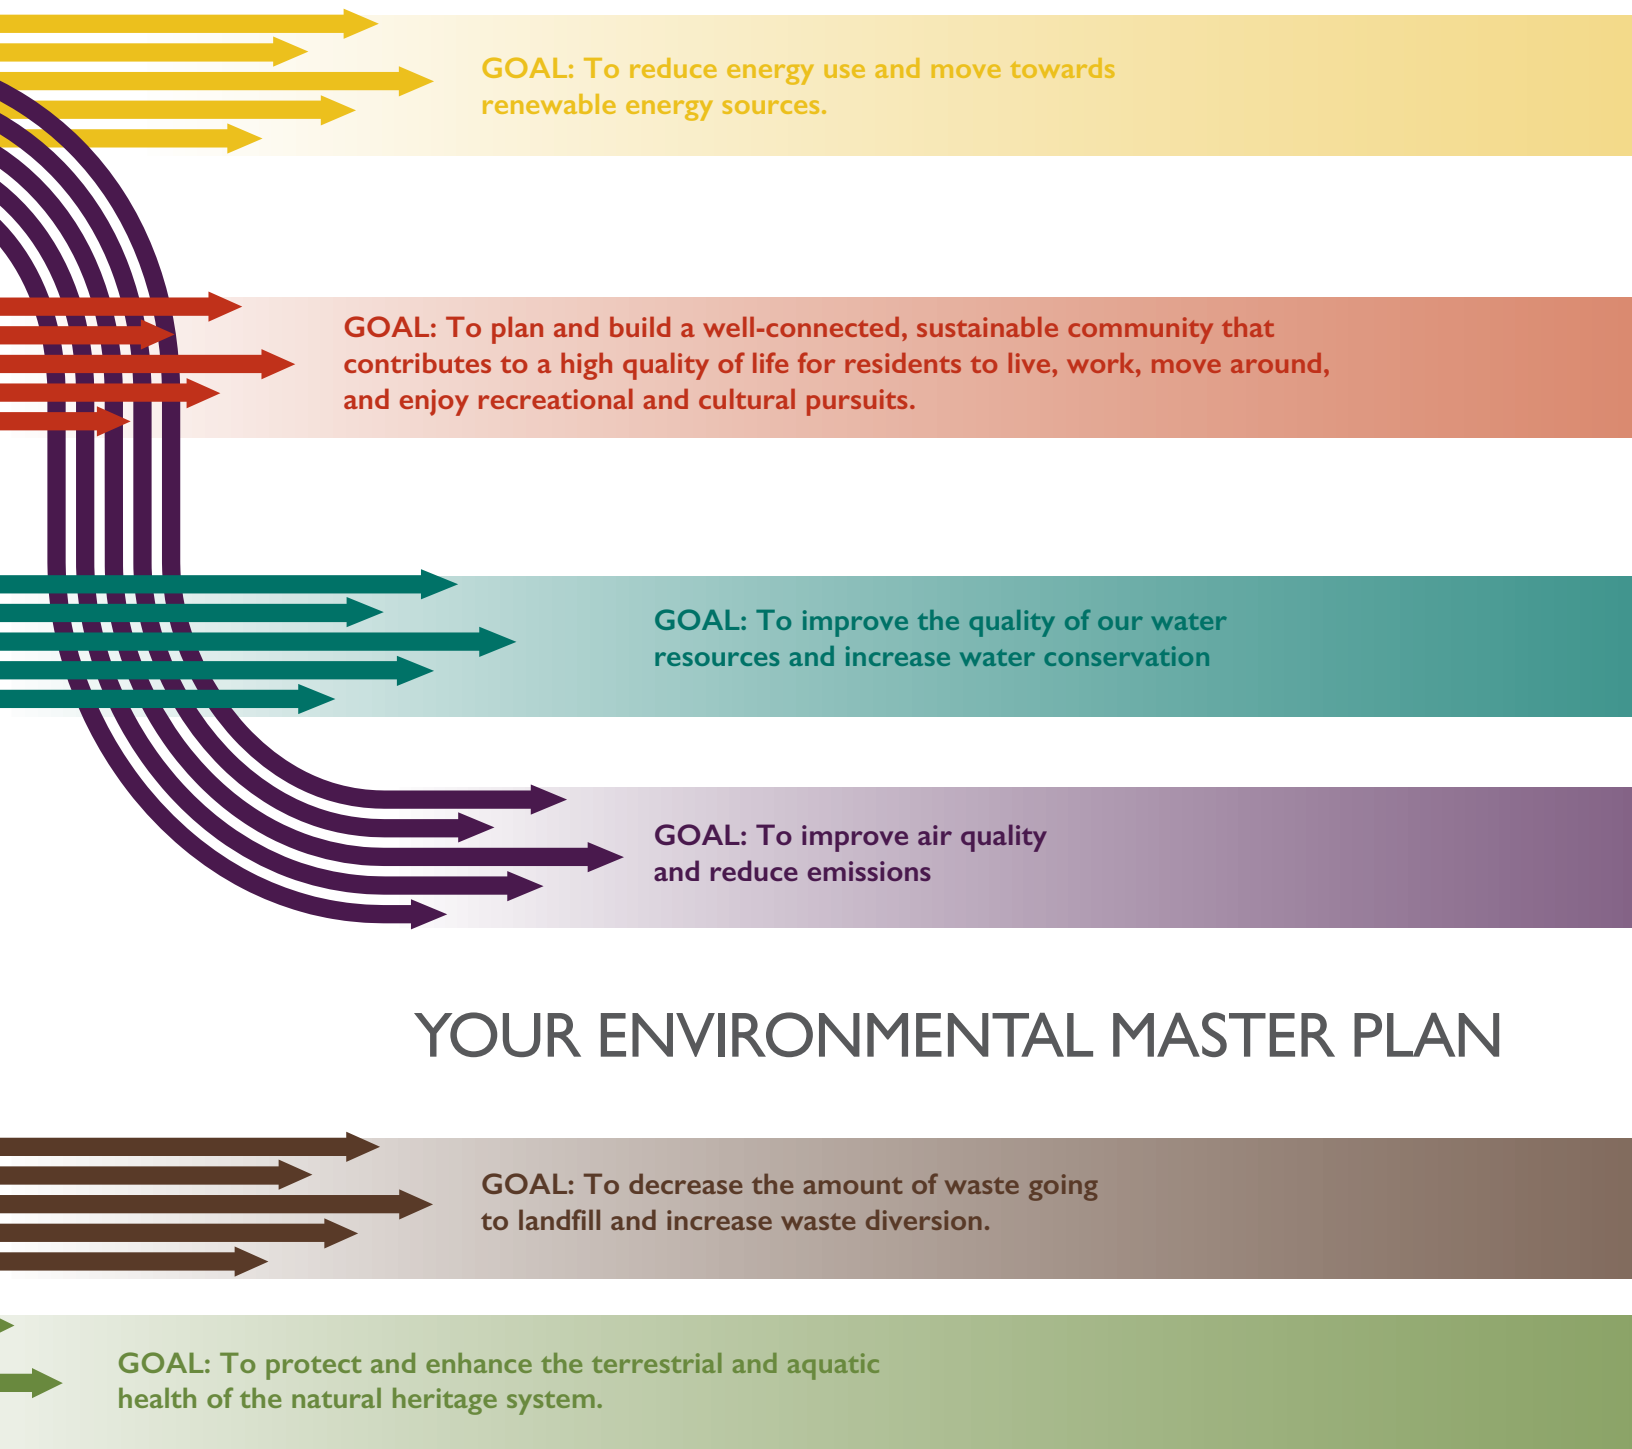 GOAL: To reduce energy use and move towards
renewable energy sources.
GOAL: To plan and build a well-connected, sustainable community that
contributes to a high quality of life for residents to live, work, move around,
and enjoy recreational and cultural pursuits.
GOAL: To improve the quality of our water
resources and increase water conservation
GOAL: To improve air quality
and reduce emissions
YOUR ENVIRONMENTAL MASTER PLAN
GOAL: To decrease the amount of waste going
to landfill and increase waste diversion.
GOAL: To protect and enhance the terrestrial and aquatic
health of the natural heritage system.